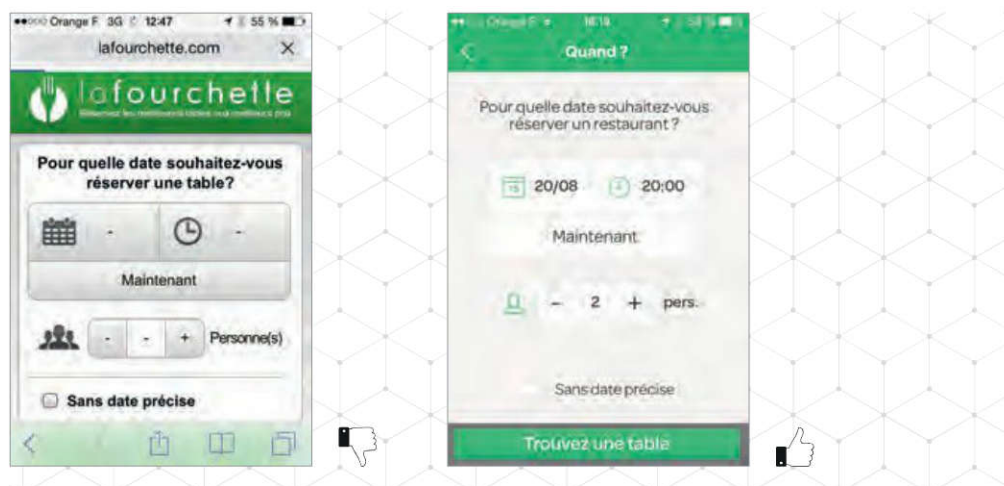 Orange F 3G 12:47 55 %
lafourchette.com ×
lafourchette
Pour quelle date souhaitez-vous
réserver une table?
- -
Maintenant
- - + Personne(s)
Sans date précise
Quand ?
Pour quelle date souhaitez-vous
réserver un restaurant ?
15 20/08 20:00
Maintenant
- 2 + pers.
Sans date précise
Trouvez une table